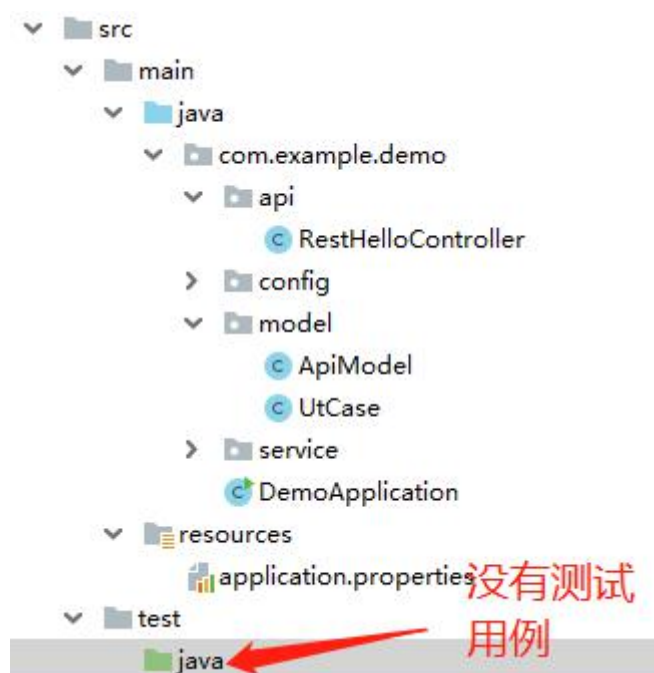 src
main
java
com.example.demo
api
C RestHelloController
config
model
C ApiModel
C UtCase
service
C DemoApplication
resources
application.properties
没有测试
用例
test
java